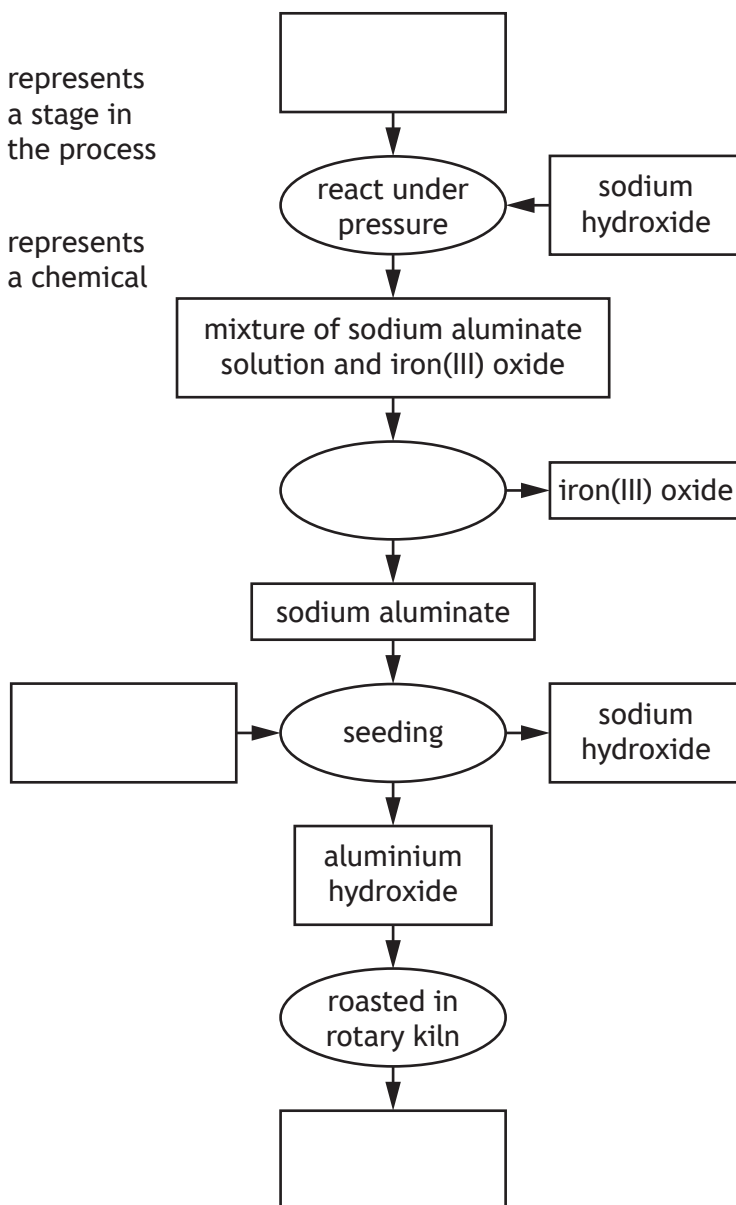 represents
a stage in
the process
represents
a chemical
react under
pressure
sodium
hydroxide
mixture of sodium aluminate
solution and iron(III) oxide
iron(III) oxide
sodium aluminate
seeding
sodium
hydroxide
aluminium
hydroxide
roasted in
rotary kiln